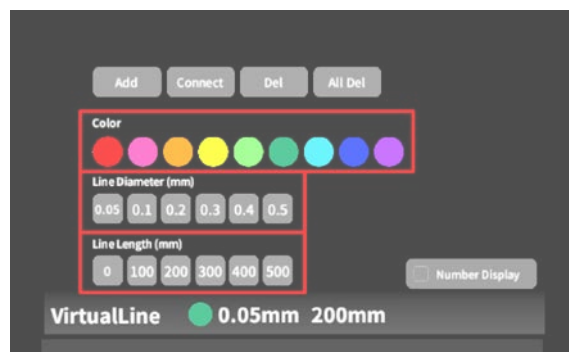 Add Connect Del All Del
Color
Line Diameter (mm)
0.05 0.1 0.2 0.3 0.4 0.5
Line Length (mm)
0 100 200 300 400 500
Number Display
VirtualLine 0.05mm 200mm